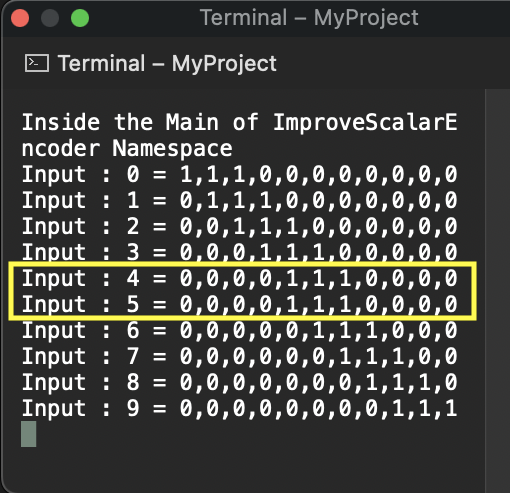 Terminal – MyProject
Terminal – MyProject
Inside the Main of ImproveScalarE
ncoder Namespace
Input : 0 = 1,1,1,0,0,0,0,0,0,0,0
Input : 1 = 0,1,1,1,0,0,0,0,0,0,0
Input : 2 = 0,0,1,1,1,0,0,0,0,0,0
Input : 3 = 0,0,0,1,1,1,0,0,0,0,0
Input : 4 = 0,0,0,0,1,1,1,0,0,0,0
Input : 5 = 0,0,0,0,1,1,1,0,0,0,0
Input : 6 = 0,0,0,0,0,1,1,1,0,0,0
Input : 7 = 0,0,0,0,0,0,1,1,1,0,0
Input : 8 = 0,0,0,0,0,0,0,1,1,1,0
Input : 9 = 0,0,0,0,0,0,0,0,1,1,1